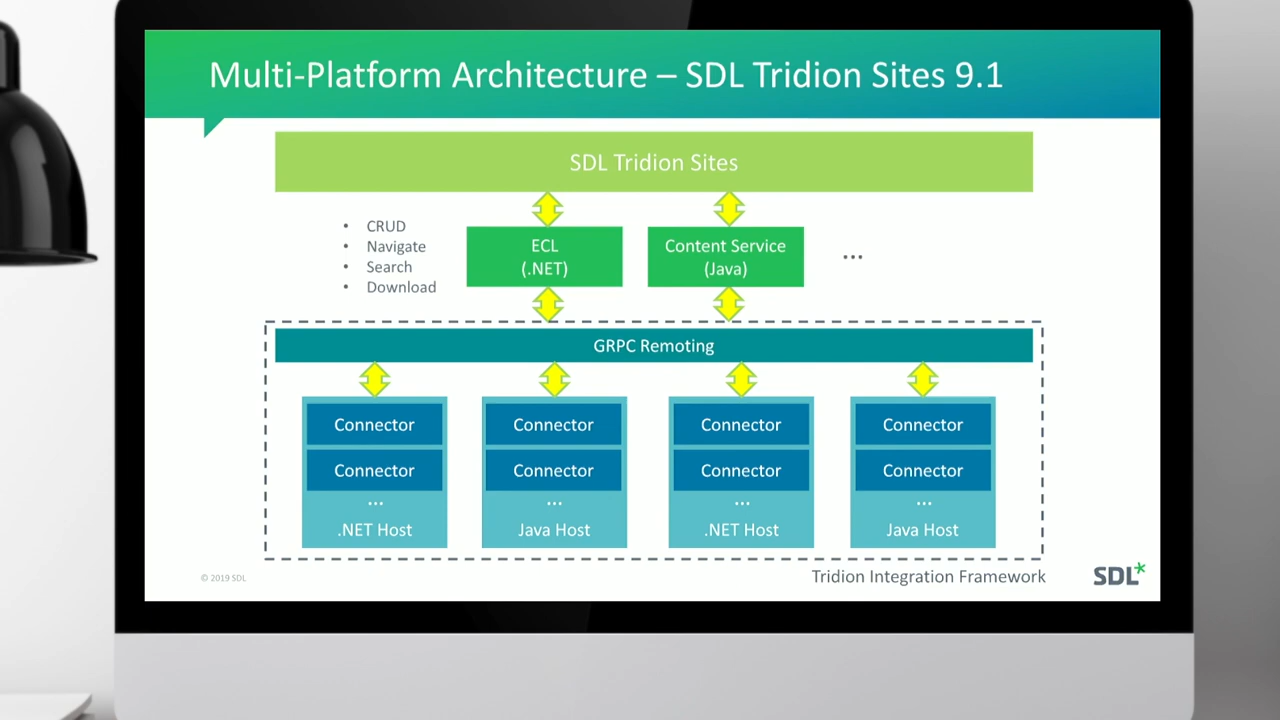 Multi-Platform Architecture – SDL Tridion Sites 9.1
SDL Tridion Sites
• CRUD
• Navigate
• Search
• Download
ECL
(.NET)
Content Service
(Java)
...
GRPC Remoting
Connector
Connector
...
.NET Host
Connector
Connector
...
Java Host
Connector
Connector
...
.NET Host
Connector
Connector
...
Java Host
© 2019 SDL
Tridion Integration Framework
SDL*